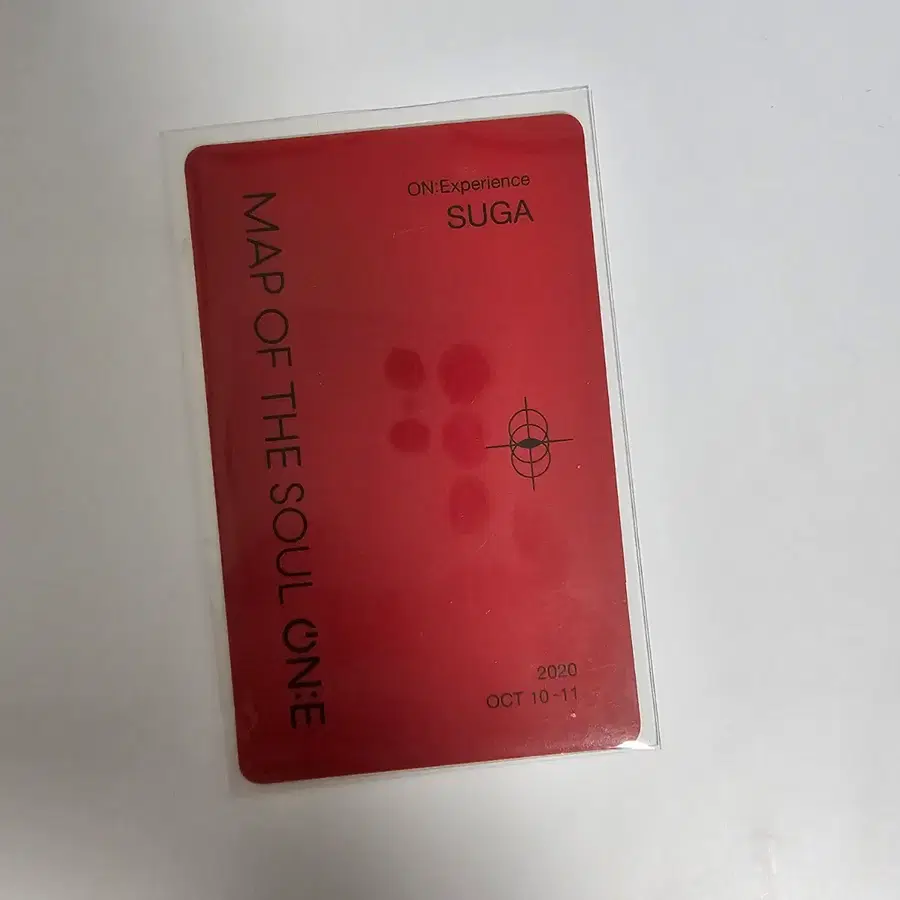 ON:Experience
SUGA
MAP OF THE SOUL ON:E
2020
OCT 10-11